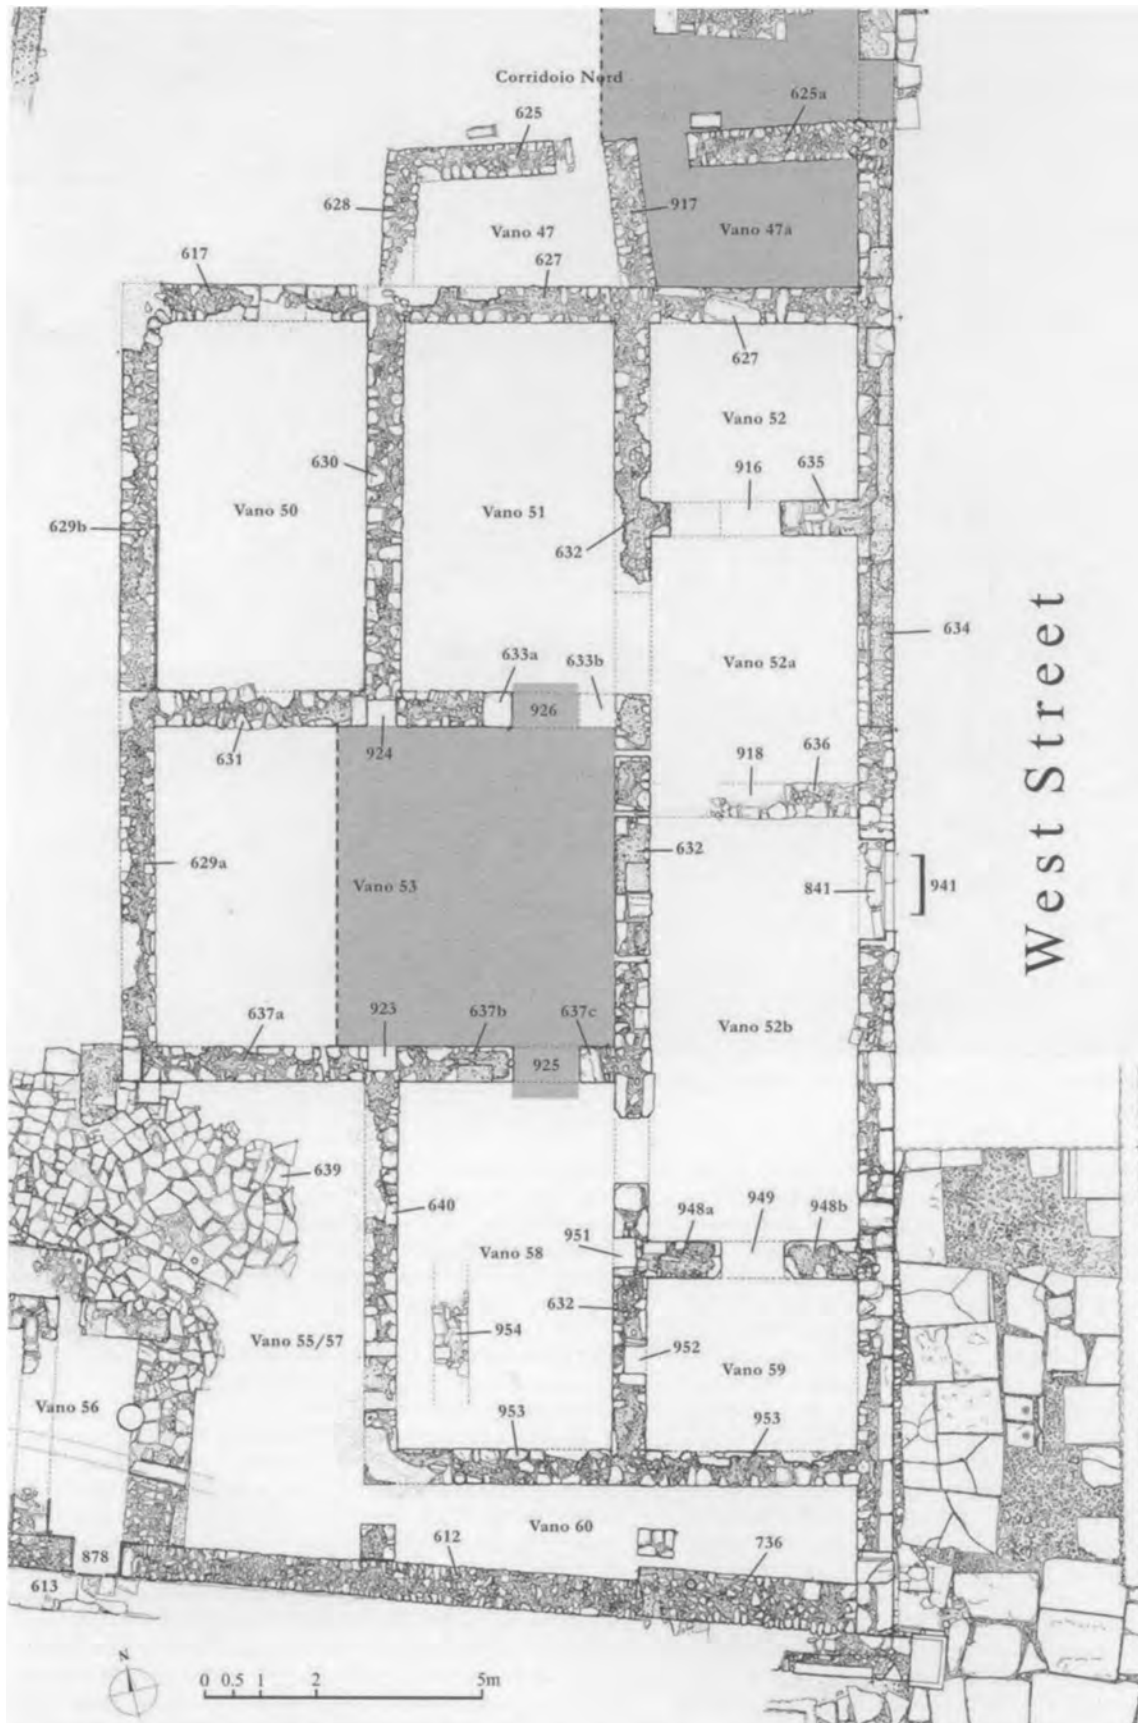 Corridoio Nord
625a
625
628
917
Vano 47
Vano 47a
617
627
627
Vano 52
630
916
635
Vano 50
Vano 51
629b
632
West Street
634
633a
633b
Vano 52a
926
631
924
918
636
632
629a
Vano 53
841
941
923
637b
637c
637a
Vano 52b
925
639
640
948a
949
948b
951
Vano 58
632
954
Vano 55/57
952
Vano 59
Vano 56
953
953
Vano 60
612
736
878
613
N
0 0.5 1 2 5m